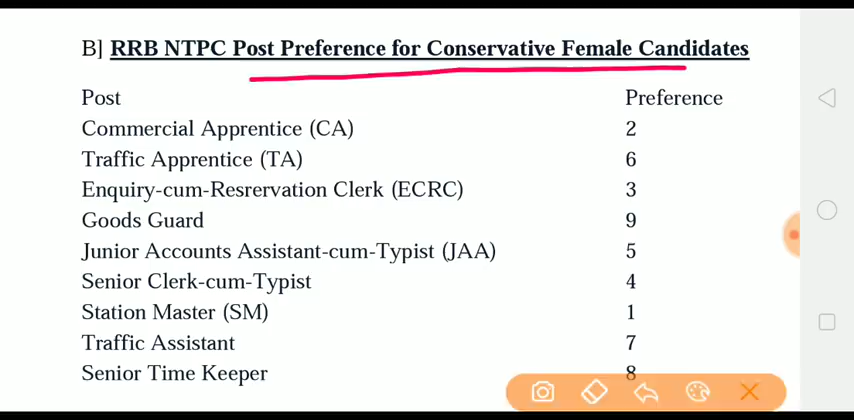 B] RRB NTPC Post Preference for Conservative Female Candidates
Post Preference
Commercial Apprentice (CA) 2
Traffic Apprentice (TA) 6
Enquiry-cum-Resrervation Clerk (ECRC) 3
Goods Guard 9
Junior Accounts Assistant-cum-Typist (JAA) 5
Senior Clerk-cum-Typist 4
Station Master (SM) 1
Traffic Assistant 7
Senior Time Keeper 8